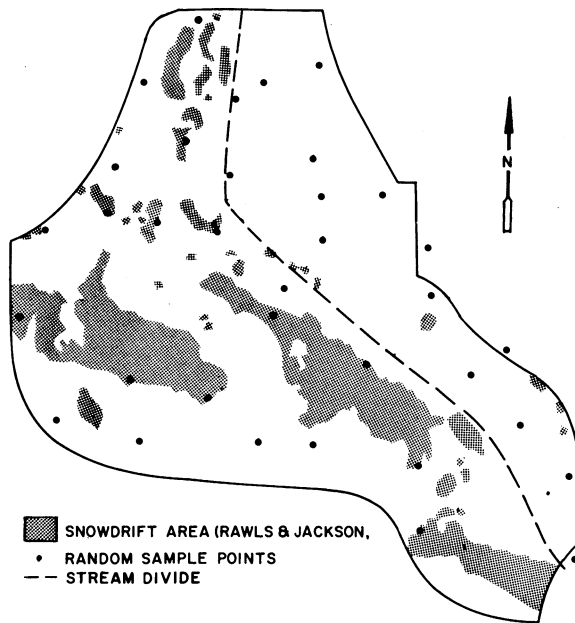 N
SNOWDRIFT AREA (RAWLS & JACKSON,
RANDOM SAMPLE POINTS
STREAM DIVIDE